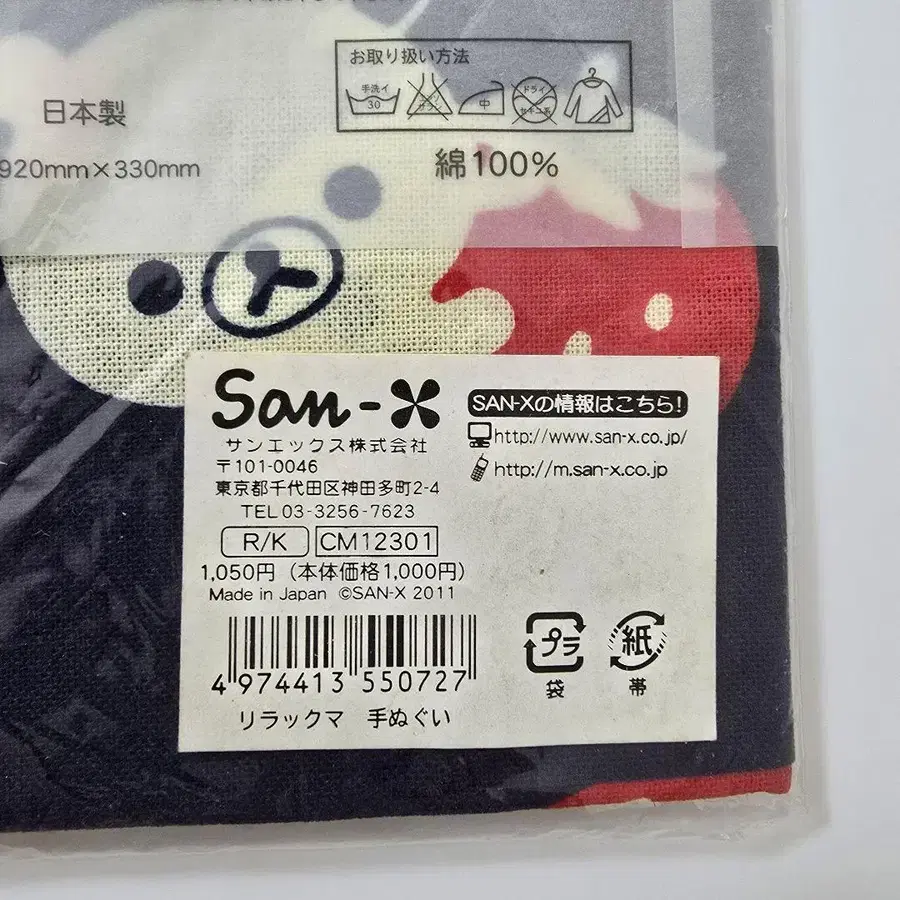 お取り扱い方法
手洗イ
30
中
ドライ
セキユ系
日本製
920mm×330mm
綿100%
San-X
サンエックス株式会社
〒101-0046
東京都千代田区神田多町2-4
TEL 03-3256-7623
R/K CM12301
1,050円(本体価格1,000円)
Made in Japan ©SAN-X 2011
SAN-Xの情報はこちら!
http://www.san-x.co.jp/
http://m.san-x.co.jp
4 974413 550727
リラックマ 手ぬぐい
プラ
袋
紙
帯